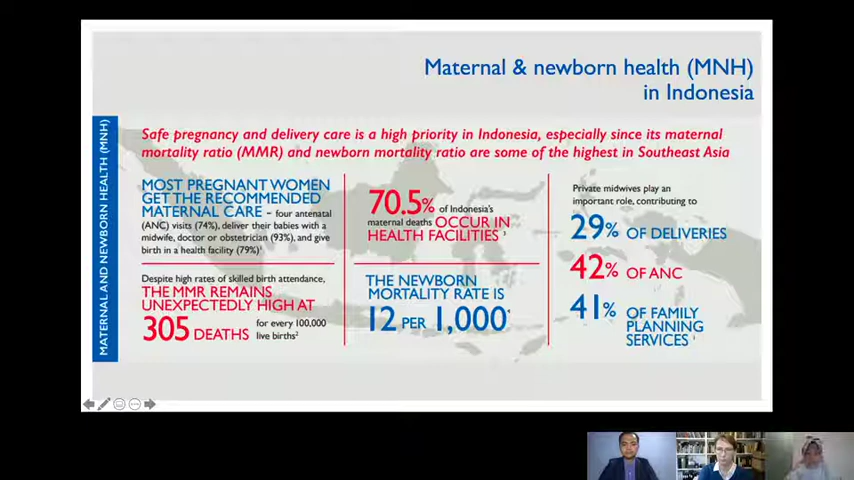 Maternal & newborn health (MNH)
in Indonesia
MATERNAL AND NEWBORN HEALTH (MNH)
Safe pregnancy and delivery care is a high priority in Indonesia, especially since its maternal
mortality ratio (MMR) and newborn mortality ratio are some of the highest in Southeast Asia
MOST PREGNANT WOMEN
GET THE RECOMMENDED
MATERNAL CARE - four antenatal
(ANC) visits (74%), deliver their babies with a
midwife, doctor or obstetrician (93%), and give
birth in a health facility (79%)¹
Despite high rates of skilled birth attendance,
THE MMR REMAINS
UNEXPECTEDLY HIGH AT
305 DEATHS for every 100,000
live births²
70.5% of Indonesia's
maternal deaths OCCUR IN
HEALTH FACILITIES ³
THE NEWBORN
MORTALITY RATE IS
12 PER 1,000
Private midwives play an
important role, contributing to
29% OF DELIVERIES
42% OF ANC
41% OF FAMILY
PLANNING
SERVICES ¹